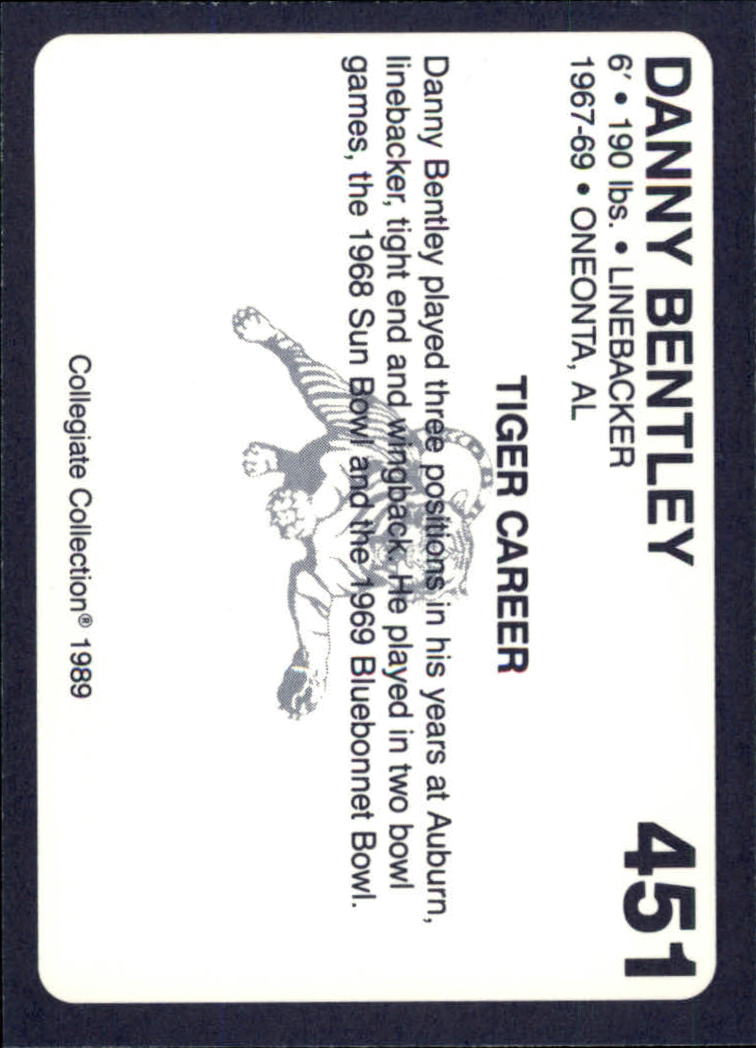 DANNY BENTLEY 451
6′ • 190 lbs. • LINEBACKER
1967-69 • ONEONTA, AL
TIGER CAREER
Danny Bentley played three positions in his years at Auburn,
linebacker, tight end and wingback. He played in two bowl
games, the 1968 Sun Bowl and the 1969 Bluebonnet Bowl.
Collegiate Collection® 1989